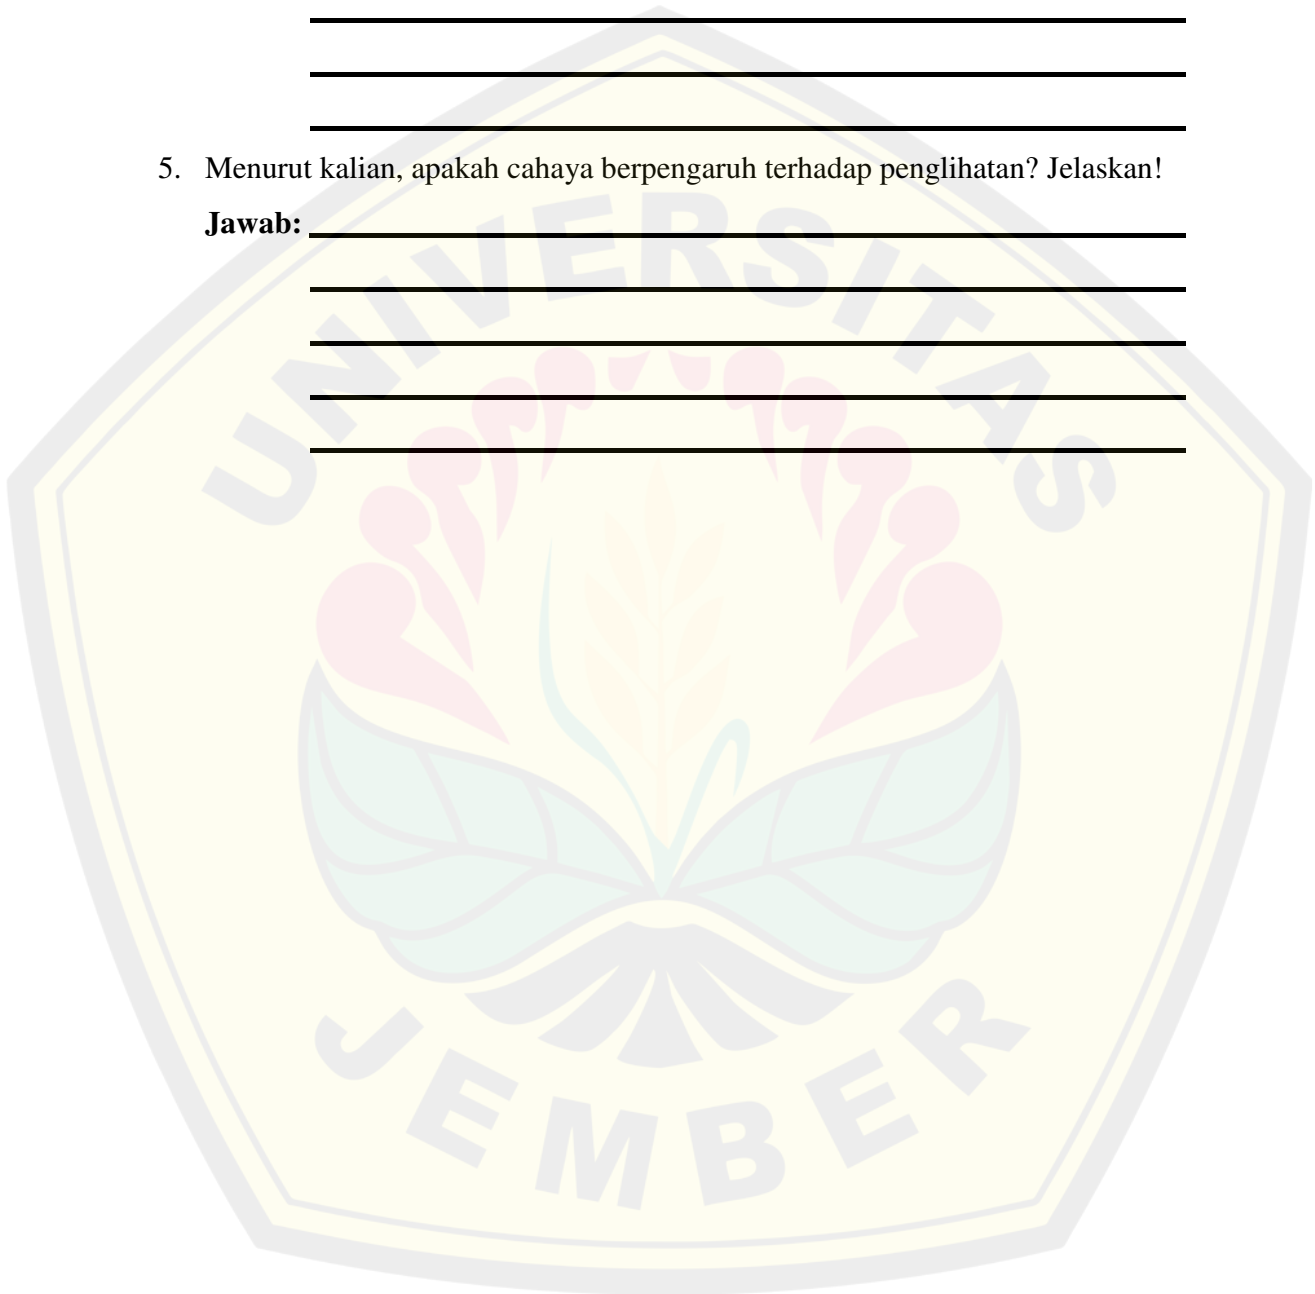 5. Menurut kalian, apakah cahaya berpengaruh terhadap penglihatan? Jelaskan!
Jawab:
UNIVERSITAS
JEMBER